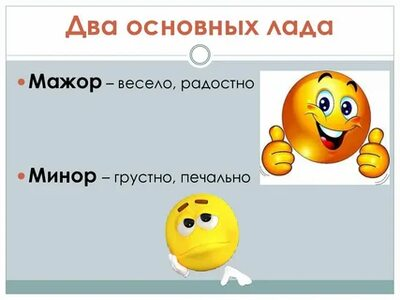 Два основных лада
Мажор – весело, радостно
Минор – грустно, печально